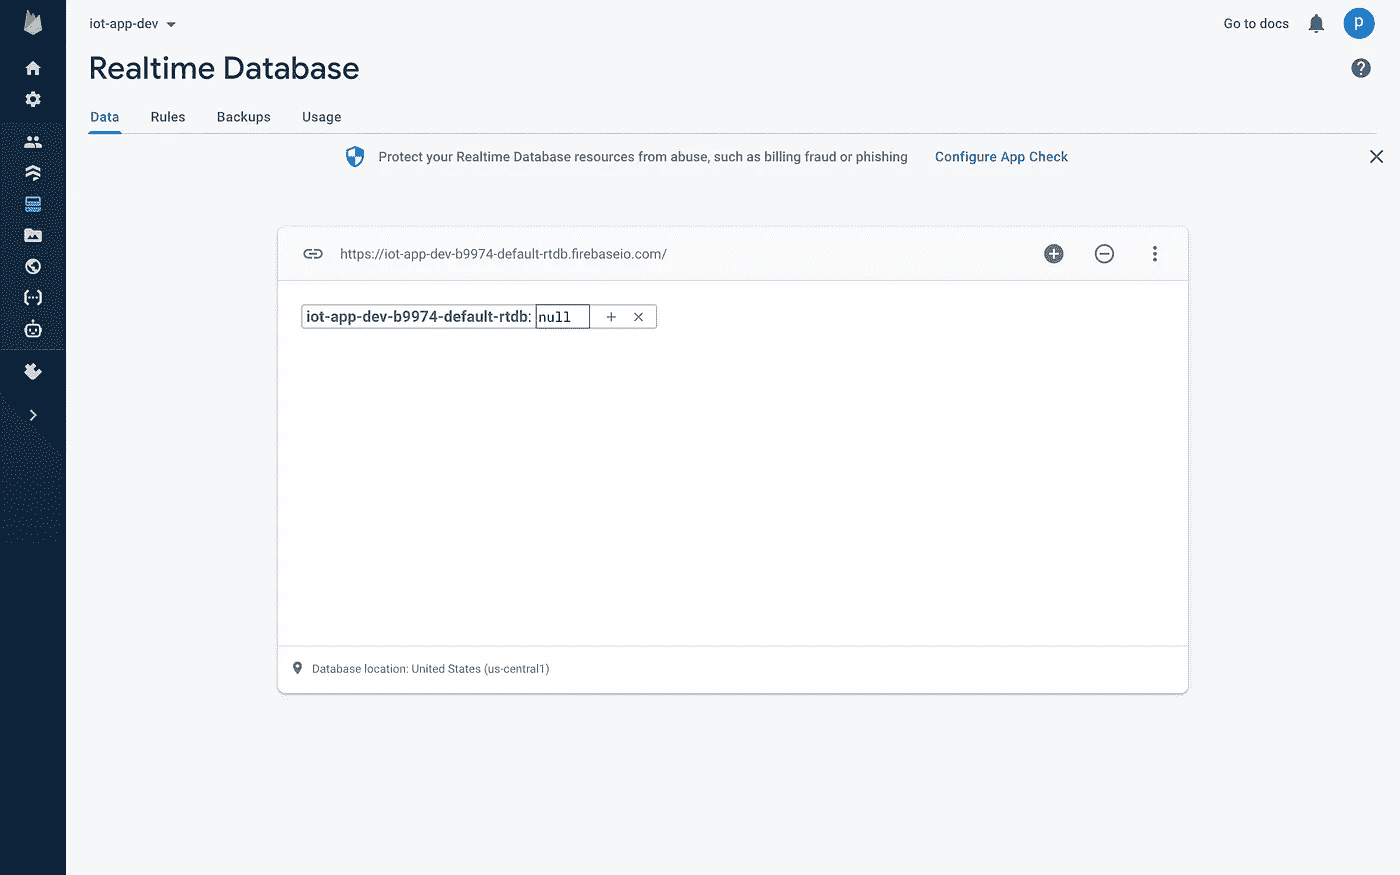 iot-app-dev
Go to docs
p
Realtime Database
Data Rules Backups Usage
Protect your Realtime Database resources from abuse, such as billing fraud or phishing Configure App Check
https://iot-app-dev-b9974-default-rtdb.firebaseio.com/
iot-app-dev-b9974-default-rtdb: null
Database location: United States (us-central1)